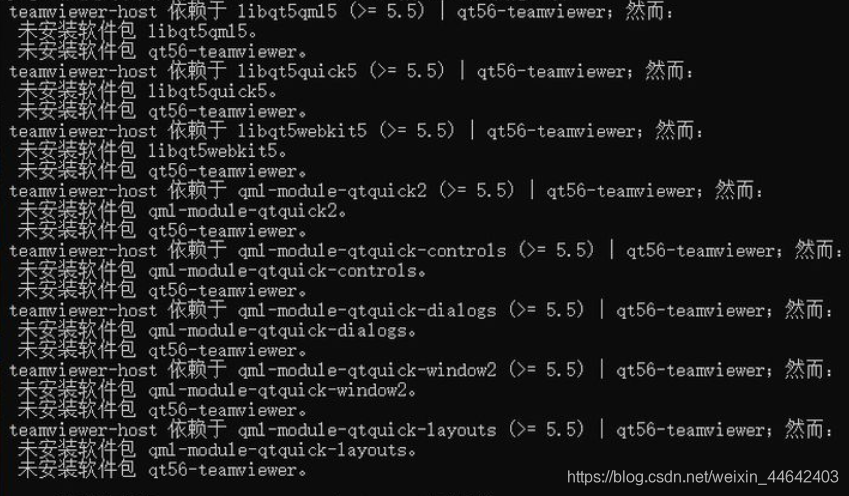 teamviewer-host 依赖于 libqt5qml5 (>= 5.5) | qt56-teamviewer；然而：
未安装软件包 libqt5qml5。
未安装软件包 qt56-teamviewer。
teamviewer-host 依赖于 libqt5quick5 (>= 5.5) | qt56-teamviewer；然而：
未安装软件包 libqt5quick5。
未安装软件包 qt56-teamviewer。
teamviewer-host 依赖于 libqt5webkit5 (>= 5.5) | qt56-teamviewer；然而：
未安装软件包 libqt5webkit5。
未安装软件包 qt56-teamviewer。
teamviewer-host 依赖于 qml-module-qtquick2 (>= 5.5) | qt56-teamviewer；然而：
未安装软件包 qml-module-qtquick2。
未安装软件包 qt56-teamviewer。
teamviewer-host 依赖于 qml-module-qtquick-controls (>= 5.5) | qt56-teamviewer；然而：
未安装软件包 qml-module-qtquick-controls。
未安装软件包 qt56-teamviewer。
teamviewer-host 依赖于 qml-module-qtquick-dialogs (>= 5.5) | qt56-teamviewer；然而：
未安装软件包 qml-module-qtquick-dialogs。
未安装软件包 qt56-teamviewer。
teamviewer-host 依赖于 qml-module-qtquick-window2 (>= 5.5) | qt56-teamviewer；然而：
未安装软件包 qml-module-qtquick-window2。
未安装软件包 qt56-teamviewer。
teamviewer-host 依赖于 qml-module-qtquick-layouts (>= 5.5) | qt56-teamviewer；然而：
未安装软件包 qml-module-qtquick-layouts。
未安装软件包 qt56-teamviewer。
https://blog.csdn.net/weixin_44642403